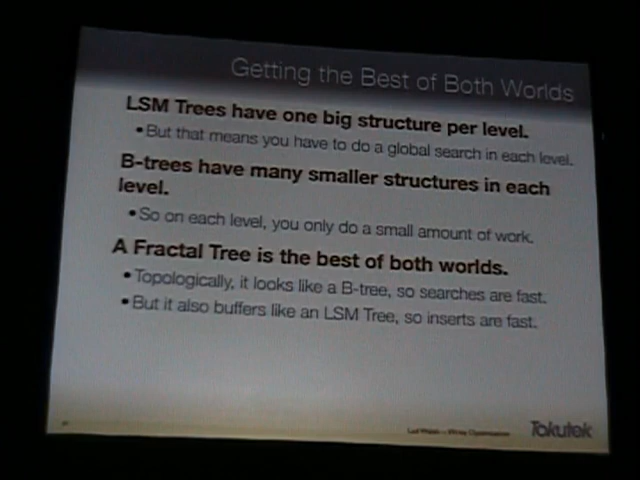 Getting the Best of Both Worlds
LSM Trees have one big structure per level.
• But that means you have to do a global search in each level.
B-trees have many smaller structures in each
level.
• So on each level, you only do a small amount of work.
A Fractal Tree is the best of both worlds.
• Topologically, it looks like a B-tree, so searches are fast.
• But it also buffers like an LSM Tree, so inserts are fast.
Tokutek